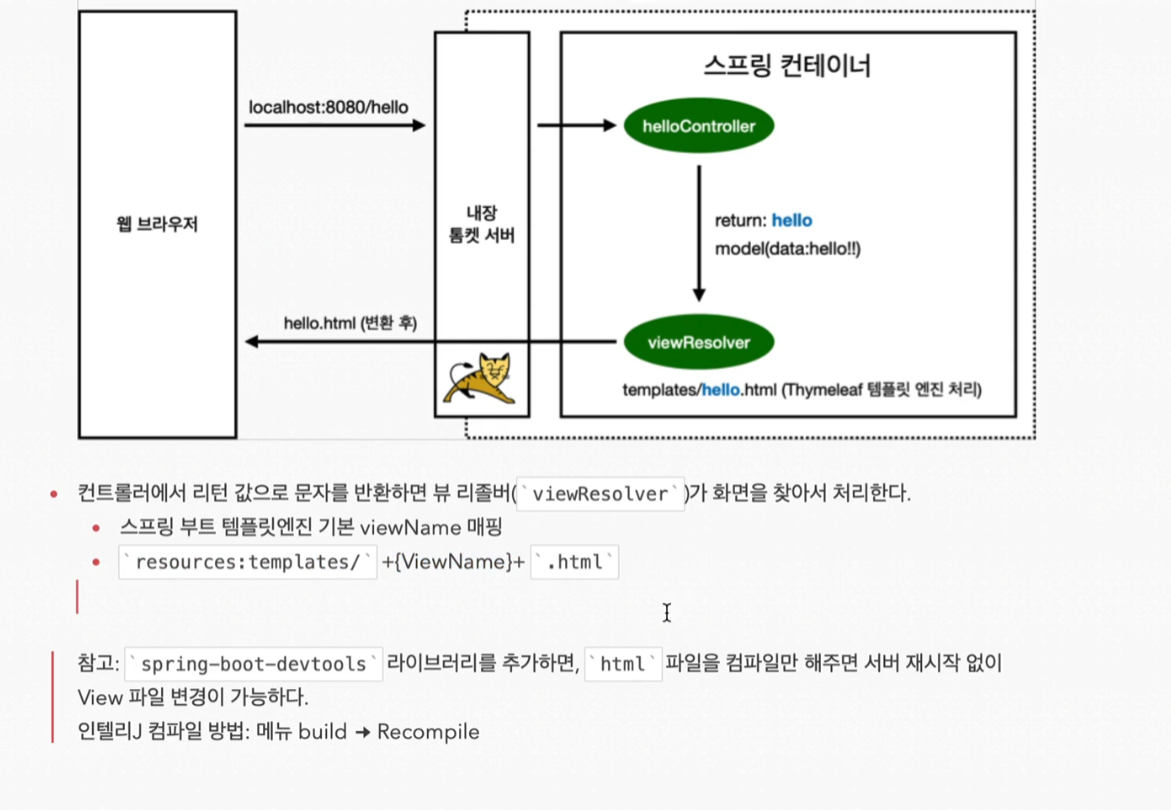 스프링 컨테이너
localhost:8080/hello
helloController
웹 브라우저
내장
톰켓 서버
return: hello
model(data:hello!!)
hello.html (변환 후)
viewResolver
templates/hello.html (Thymeleaf 템플릿 엔진 처리)
컨트롤러에서 리턴 값으로 문자를 반환하면 뷰 리졸버(`viewResolver`)가 화면을 찾아서 처리한다.
스프링 부트 템플릿엔진 기본 viewName 매핑
`resources:templates/` +{ViewName}+ `.html`
참고: `spring-boot-devtools` 라이브러리를 추가하면, `html` 파일을 컴파일만 해주면 서버 재시작 없이
View 파일 변경이 가능하다.
인텔리J 컴파일 방법: 메뉴 build → Recompile